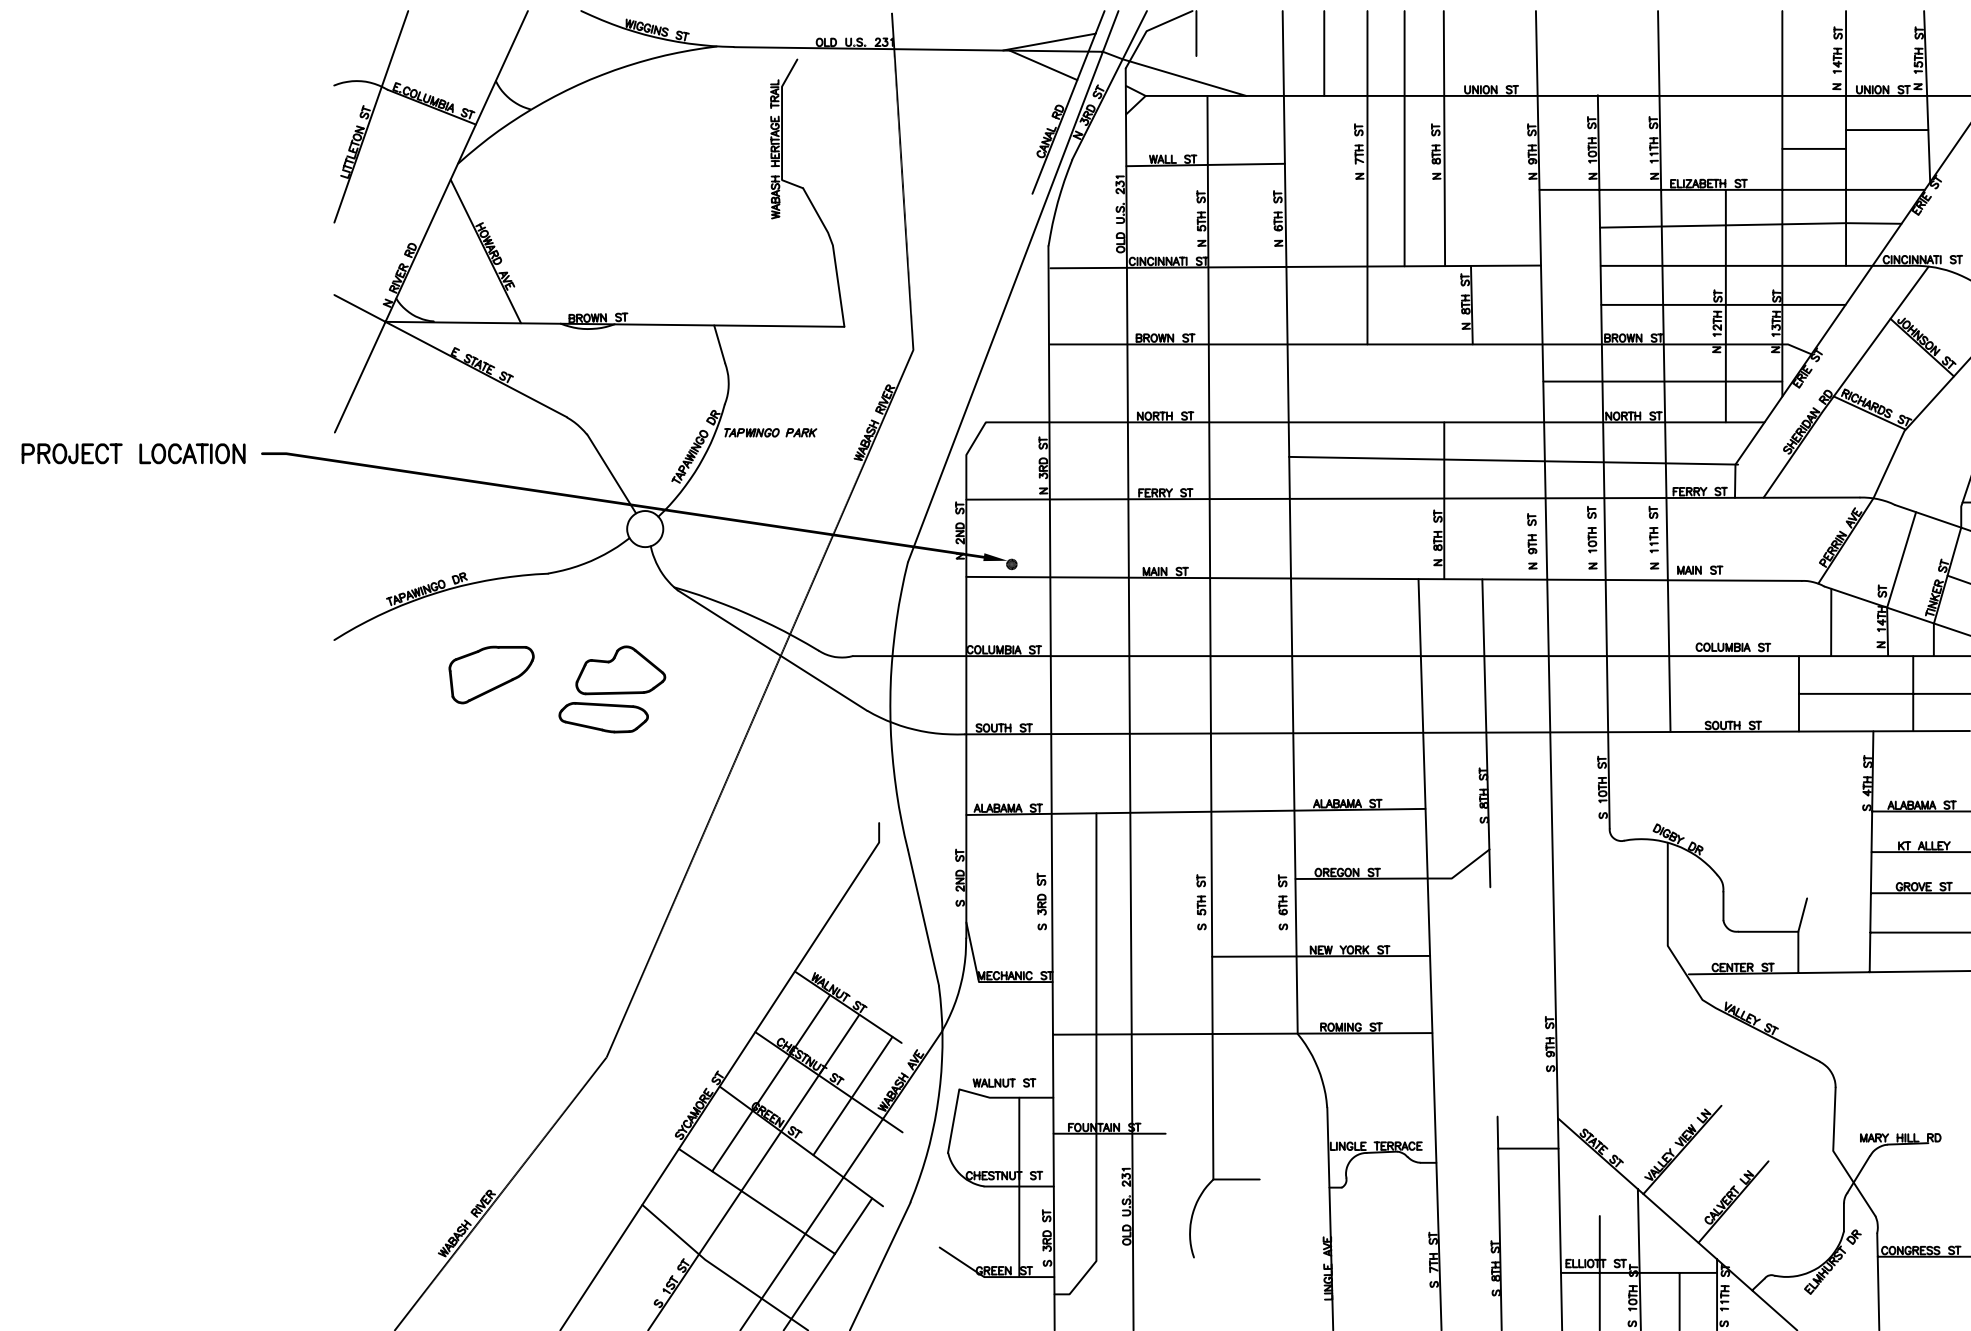 WIGGINS ST
OLD U.S. 231
N 14TH ST
N 15TH ST
E.COLUMBIA ST
LITTLETON ST
WABASH HERITAGE TRAIL
CANAL RD
N 3RD ST
UNION ST
UNION ST
N 7TH ST
N 8TH ST
N 9TH ST
N 10TH ST
N 11TH ST
WALL ST
ELIZABETH ST
ERIE ST
OLD U.S. 231
N 5TH ST
N 6TH ST
HOWARD AVE
N RIVER RD
CINCINNATI ST
CINCINNATI ST
BROWN ST
N 8TH ST
N 12TH ST
N 13TH ST
JOHNSON ST
BROWN ST
BROWN ST
E STATE ST
ERIE ST
WABASH RIVER
SHERIDAN RD
RICHARDS ST
TAPAWINGO DR
TAPWINGO PARK
NORTH ST
NORTH ST
PROJECT LOCATION
N 3RD ST
FERRY ST
FERRY ST
N 2ND ST
N 8TH ST
N 9TH ST
N 10TH ST
N 11TH ST
PERRIN AVE
MAIN ST
MAIN ST
TAPAWINGO DR
TINKER ST
N 14TH ST
COLUMBIA ST
COLUMBIA ST
SOUTH ST
SOUTH ST
S 8TH ST
S 10TH ST
S 4TH ST
ALABAMA ST
ALABAMA ST
ALABAMA ST
DIGBY DR
KT ALLEY
S 2ND ST
S 3RD ST
S 5TH ST
S 6TH ST
OREGON ST
GROVE ST
NEW YORK ST
MECHANIC ST
CENTER ST
WALNUT ST
VALLEY ST
ROMING ST
CHESTNUT ST
S 9TH ST
WABASH AVE
WALNUT ST
SYCAMORE ST
GREEN ST
FOUNTAIN ST
LINGLE TERRACE
STATE ST
VALLEY VIEW LN
MARY HILL RD
CHESTNUT ST
CALVERT LN
WABASH RIVER
OLD U.S. 231
S 3RD ST
LINGLE AVE
S 7TH ST
S 8TH ST
ELLIOTT ST
ELMHURST DR
CONGRESS ST
S 1ST ST
GREEN ST
S 10TH ST
S 11TH ST